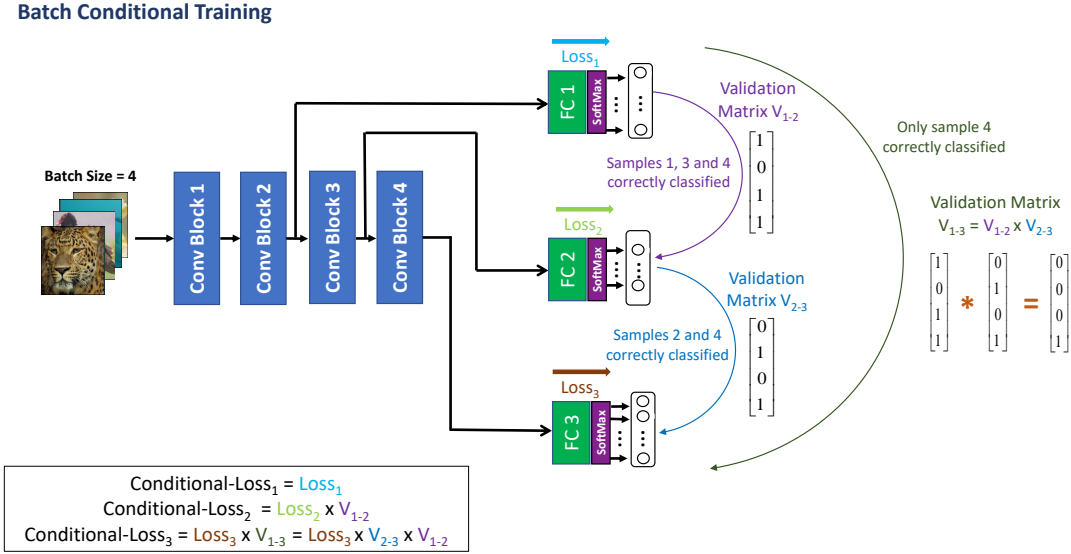 Batch Conditional Training
Batch Size = 4
Conv Block 1
Conv Block 2
Conv Block 3
Conv Block 4
Loss₁
FC 1
SoftMax
Validation
Matrix V₁₋₂
1
0
1
1
Samples 1, 3 and 4
correctly classified
Loss₂
FC 2
SoftMax
Validation
Matrix V₂₋₃
0
1
0
1
Samples 2 and 4
correctly classified
Loss₃
FC 3
SoftMax
Only sample 4
correctly classified
Validation Matrix
V₁₋₃ = V₁₋₂ x V₂₋₃
1 0 0
0 1 0
* =
1 0 0
1 1 1
Conditional-Loss₁ = Loss₁
Conditional-Loss₂ = Loss₂ x V₁₋₂
Conditional-Loss₃ = Loss₃ x V₁₋₃ = Loss₃ x V₂₋₃ x V₁₋₂